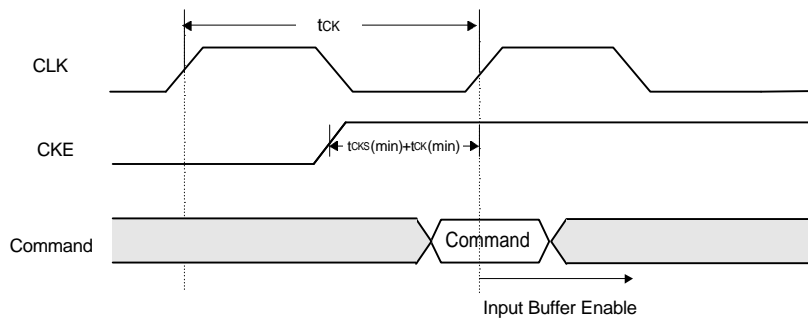 tCK
CLK
CKE
tCKS(min)+tCK(min)
Command
Command
Input Buffer Enable